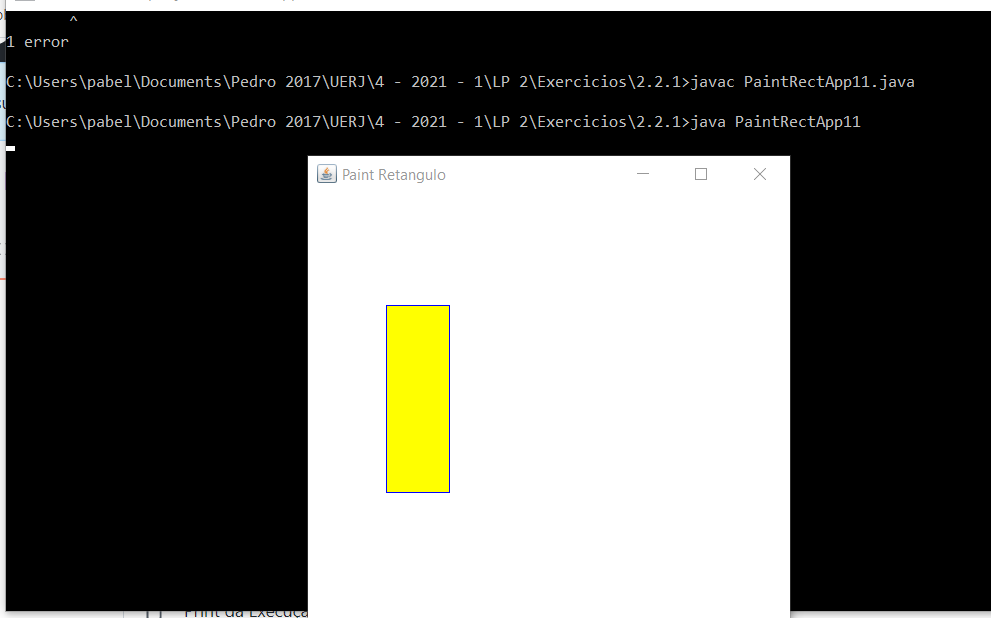 ^
1 error
C:\Users\pabel\Documents\Pedro 2017\UERJ\4 - 2021 - 1\LP 2\Exercicios\2.2.1>javac PaintRectApp11.java
C:\Users\pabel\Documents\Pedro 2017\UERJ\4 - 2021 - 1\LP 2\Exercicios\2.2.1>java PaintRectApp11
Paint Retangulo
Print da